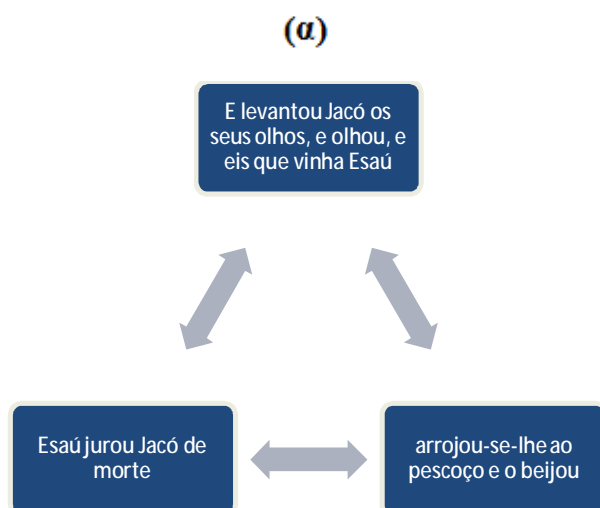 (α)
E levantou Jacó os
seus olhos, e olhou, e
eis que vinha Esaú
Esaú jurou Jacó de
morte
arrojou-se-lhe ao
pescoço e o beijou